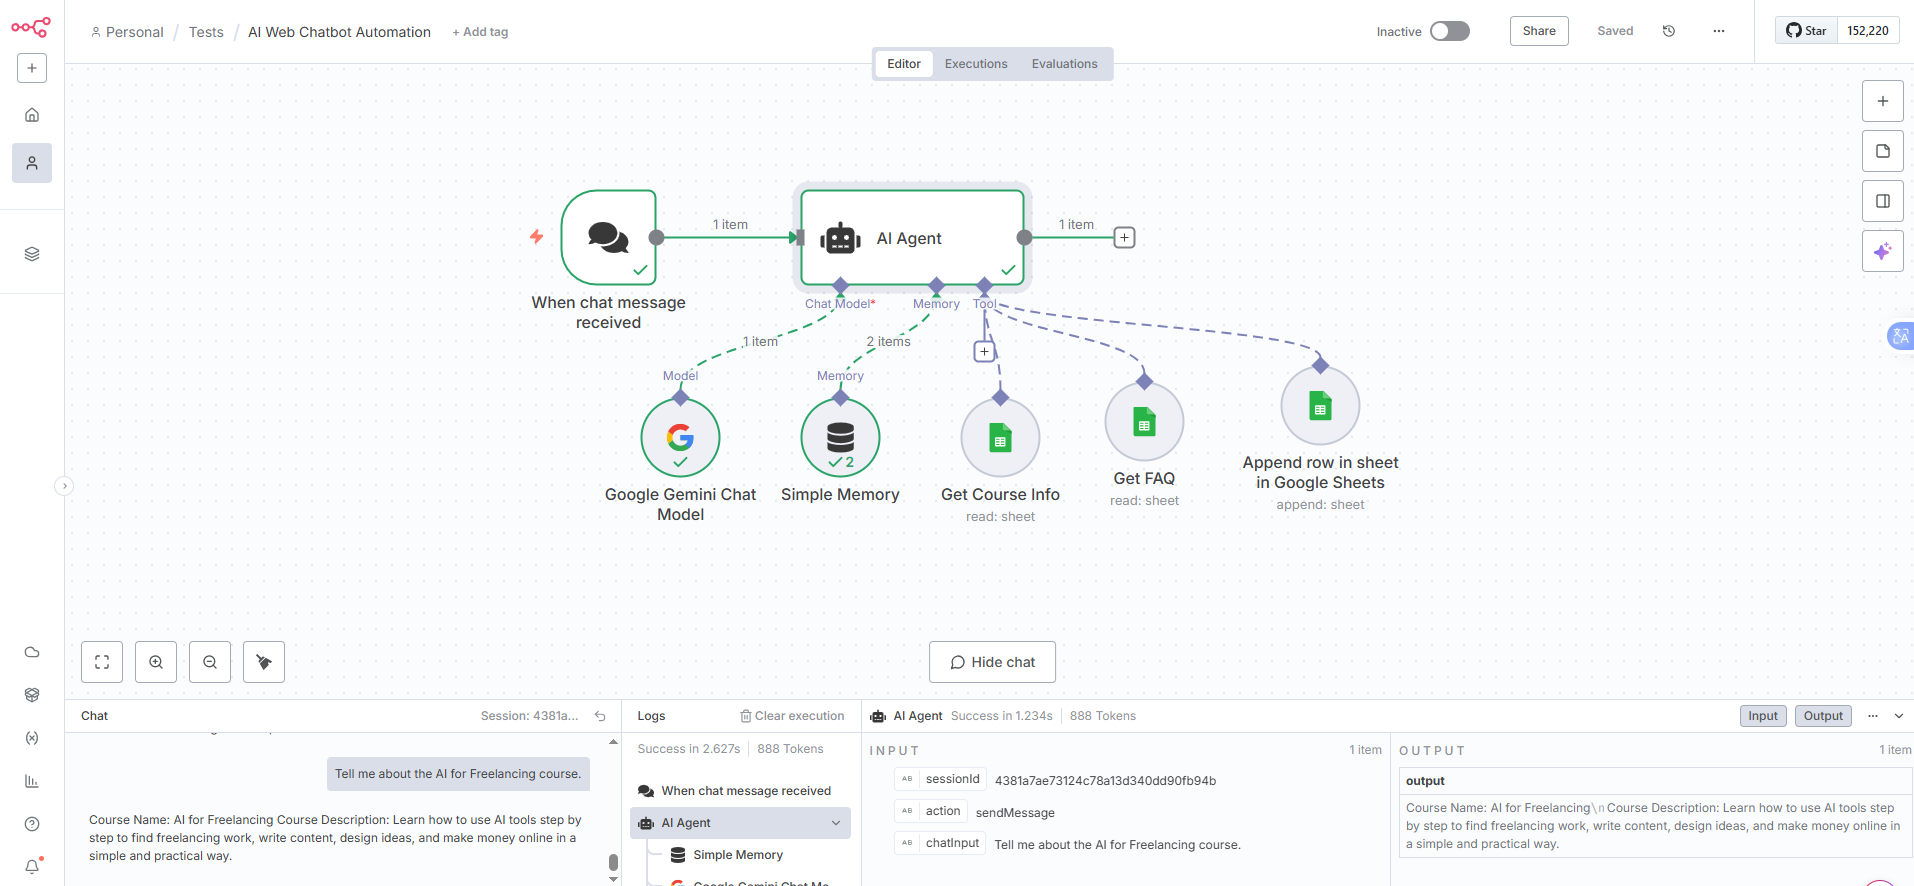 Personal / Tests / AI Web Chatbot Automation + Add tag
Inactive Share Saved ... Star 152,220
Editor Executions Evaluations
1 item
AI Agent
1 item
When chat message
received
Chat Model*
Memory
Tool
1 item
2 items
Model
Memory
2
Google Gemini Chat
Model
Simple Memory
Get Course Info
read: sheet
Get FAQ
read: sheet
Append row in sheet
in Google Sheets
append: sheet
Hide chat
Chat
Session: 4381a...
Tell me about the AI for Freelancing course.
Course Name: AI for Freelancing Course Description: Learn how to use AI tools step by
step to find freelancing work, write content, design ideas, and make money online in a
simple and practical way.
Logs
Clear execution
Success in 2.627s | 888 Tokens
When chat message received
AI Agent
Simple Memory
Google Gemini Chat Mo...
AI Agent Success in 1.234s | 888 Tokens
Input Output ...
INPUT
1 item
AB sessionId 4381a7ae73124c78a13d340dd90fb94b
AB action sendMessage
AB chatInput Tell me about the AI for Freelancing course.
OUTPUT
1 item
output
Course Name: AI for Freelancing\nCourse Description: Learn how to use AI tools step
by step to find freelancing work, write content, design ideas, and make money online in
a simple and practical way.